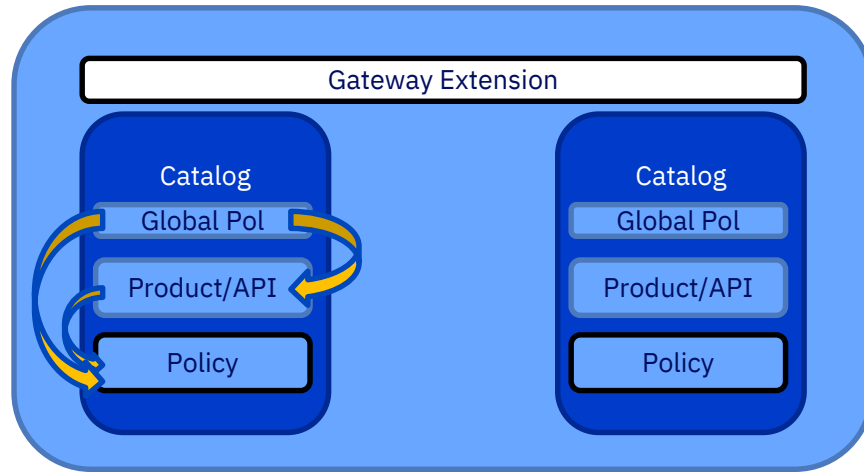 Gateway Extension
Catalog
Global Pol
Product/API
Policy
Catalog
Global Pol
Product/API
Policy